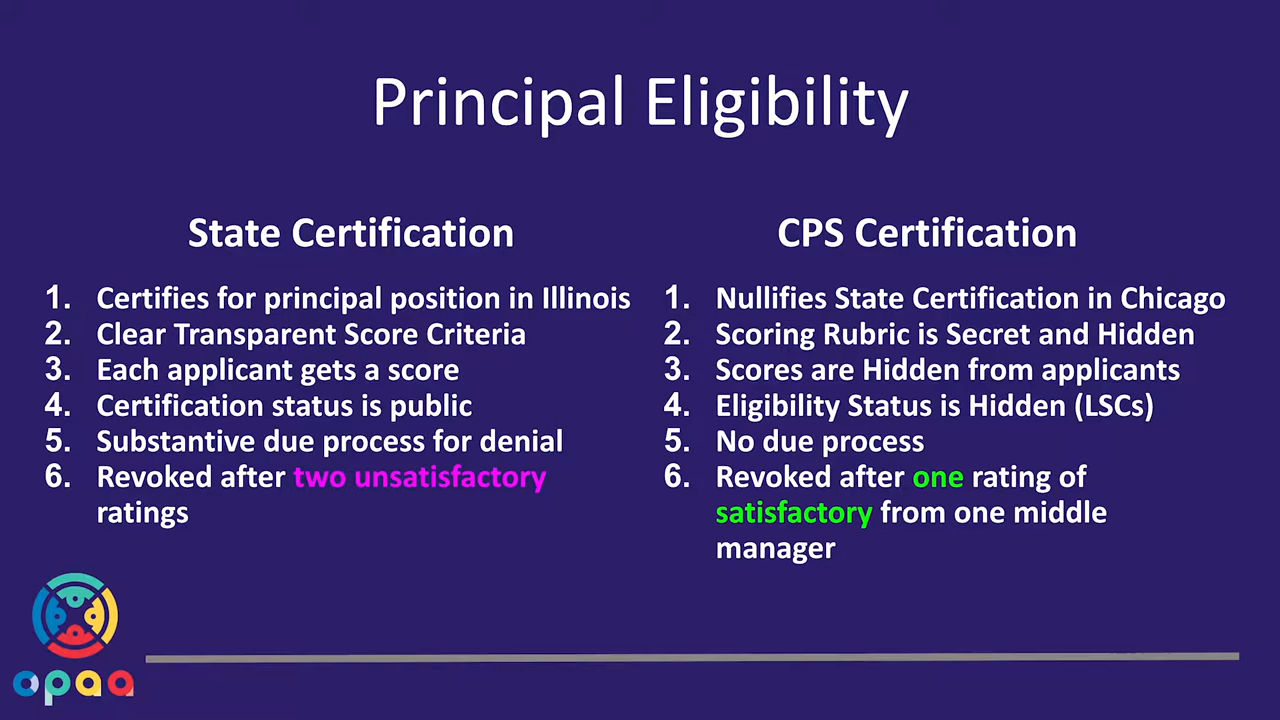 Principal Eligibility
State Certification
1. Certifies for principal position in Illinois
2. Clear Transparent Score Criteria
3. Each applicant gets a score
4. Certification status is public
5. Substantive due process for denial
6. Revoked after two unsatisfactory
ratings
CPS Certification
1. Nullifies State Certification in Chicago
2. Scoring Rubric is Secret and Hidden
3. Scores are Hidden from applicants
4. Eligibility Status is Hidden (LSCs)
5. No due process
6. Revoked after one rating of
satisfactory from one middle
manager
cpaa